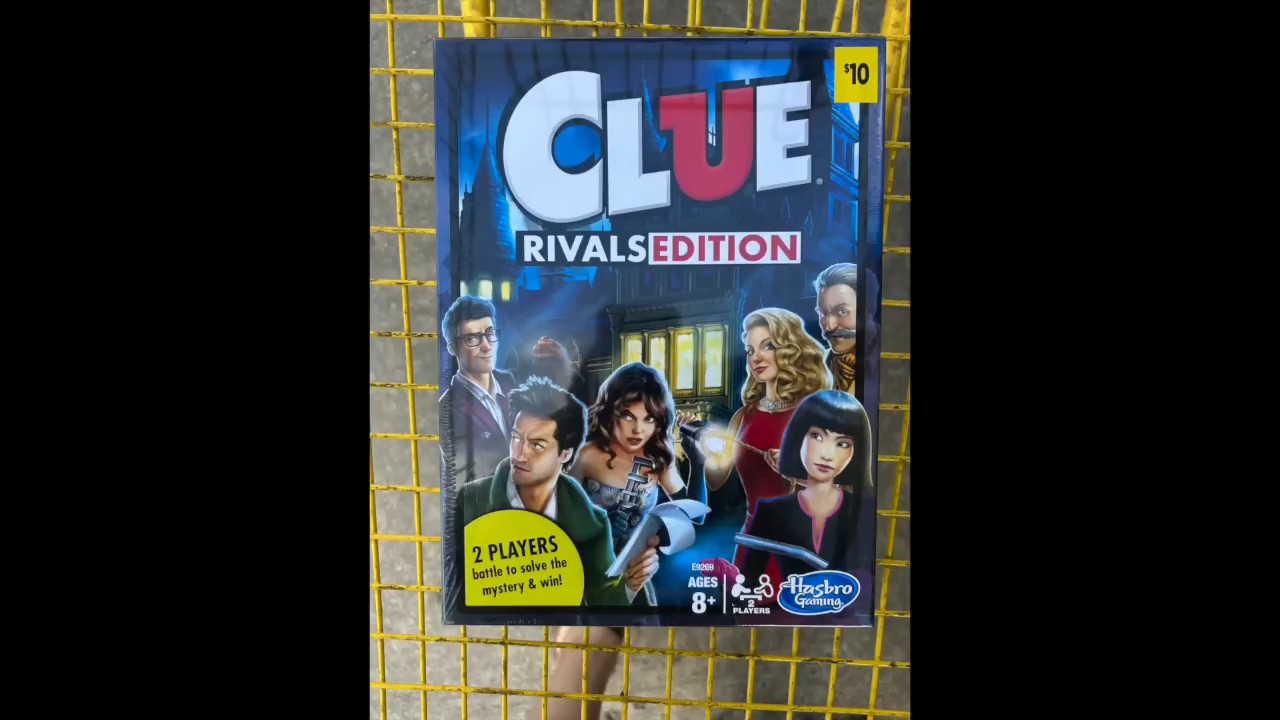 $10
CLUE
RIVALS EDITION
2 PLAYERS
battle to solve the
mystery & win!
E9269
AGES
8+
2
PLAYERS
Hasbro
Gaming